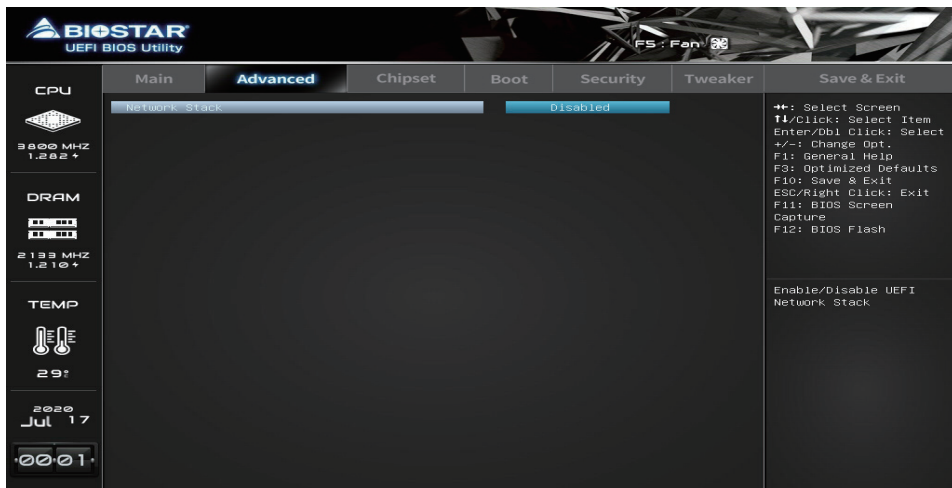 BIOSTAR
UEFI BIOS Utility
F5 : Fan
Main Advanced Chipset Boot Security Tweaker Save & Exit
CPU
3800 MHZ
1.282
DRAM
2133 MHZ
1.210
TEMP
29
2020
Jul 17
00:01
Network Stack Disabled
→←: Select Screen
↑↓/Click: Select Item
Enter/Dbl Click: Select
+/-: Change Opt.
F1: General Help
F3: Optimized Defaults
F10: Save & Exit
ESC/Right Click: Exit
F11: BIOS Screen
Capture
F12: BIOS Flash
Enable/Disable UEFI
Network Stack